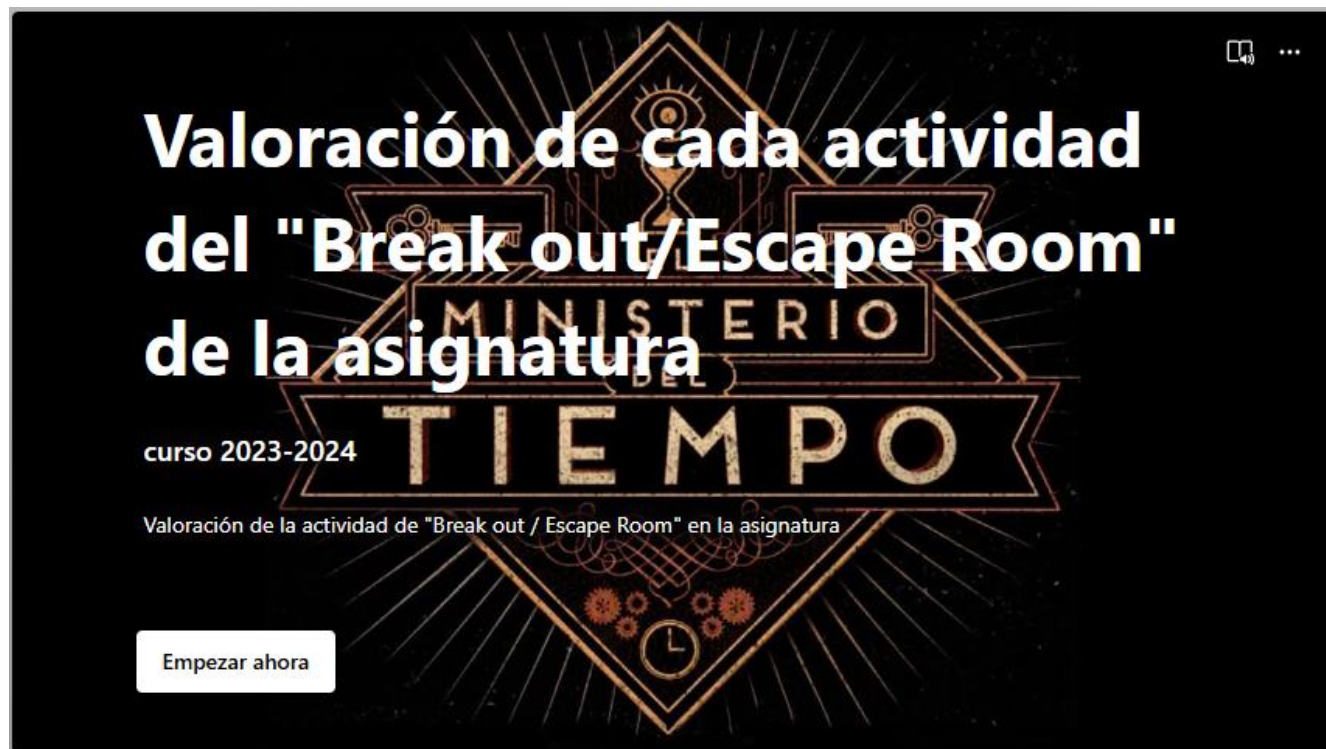 Valoración de cada actividad
del "Break out/Escape Room"
de la asignatura
EL
MINISTERIO
DEL
TIEMPO
curso 2023-2024
Valoración de la actividad de "Break out / Escape Room" en la asignatura
Empezar ahora